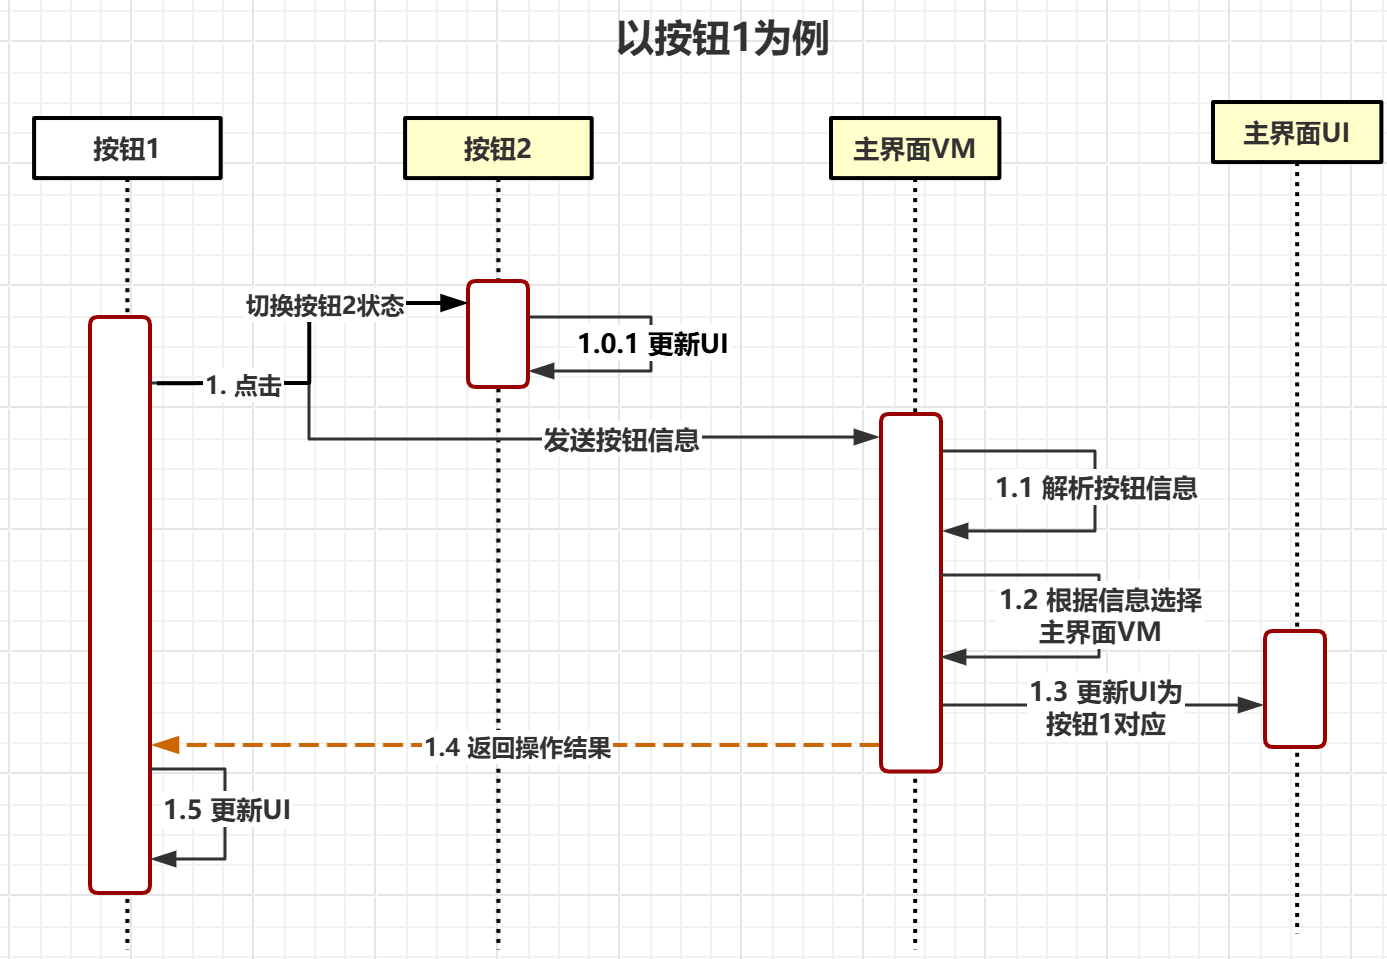 以按钮1为例
按钮1
按钮2
主界面VM
主界面UI
切换按钮2状态
1.0.1 更新UI
1. 点击
发送按钮信息
1.1 解析按钮信息
1.2 根据信息选择
主界面VM
1.3 更新UI为
按钮1对应
1.4 返回操作结果
1.5 更新UI